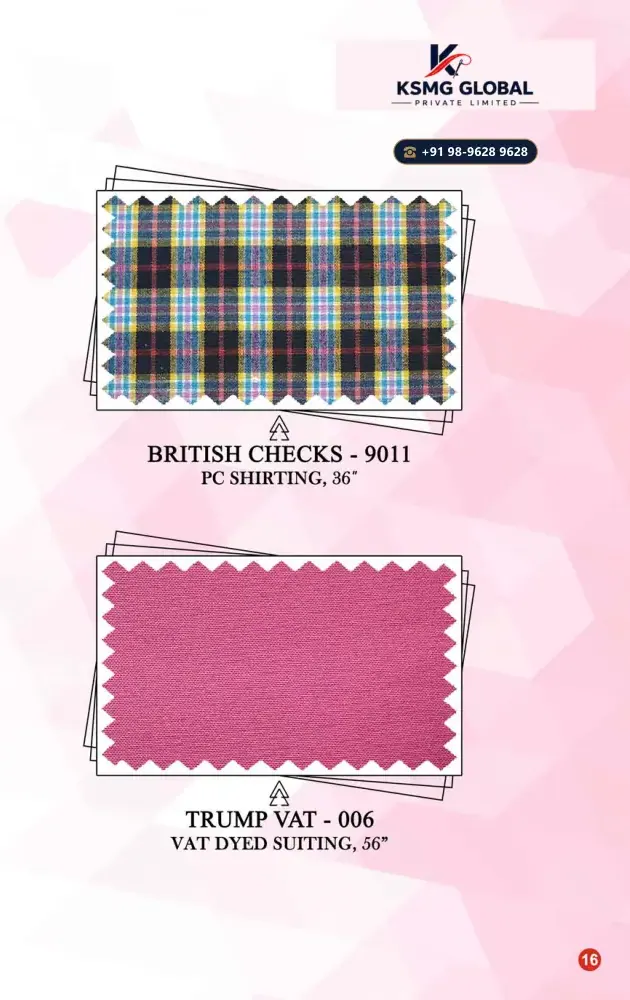 KSMG GLOBAL
PRIVATE LIMITED
+91 98-9628 9628
BRITISH CHECKS - 9011
PC SHIRTING, 36"
TRUMP VAT - 006
VAT DYED SUITING, 56”
16